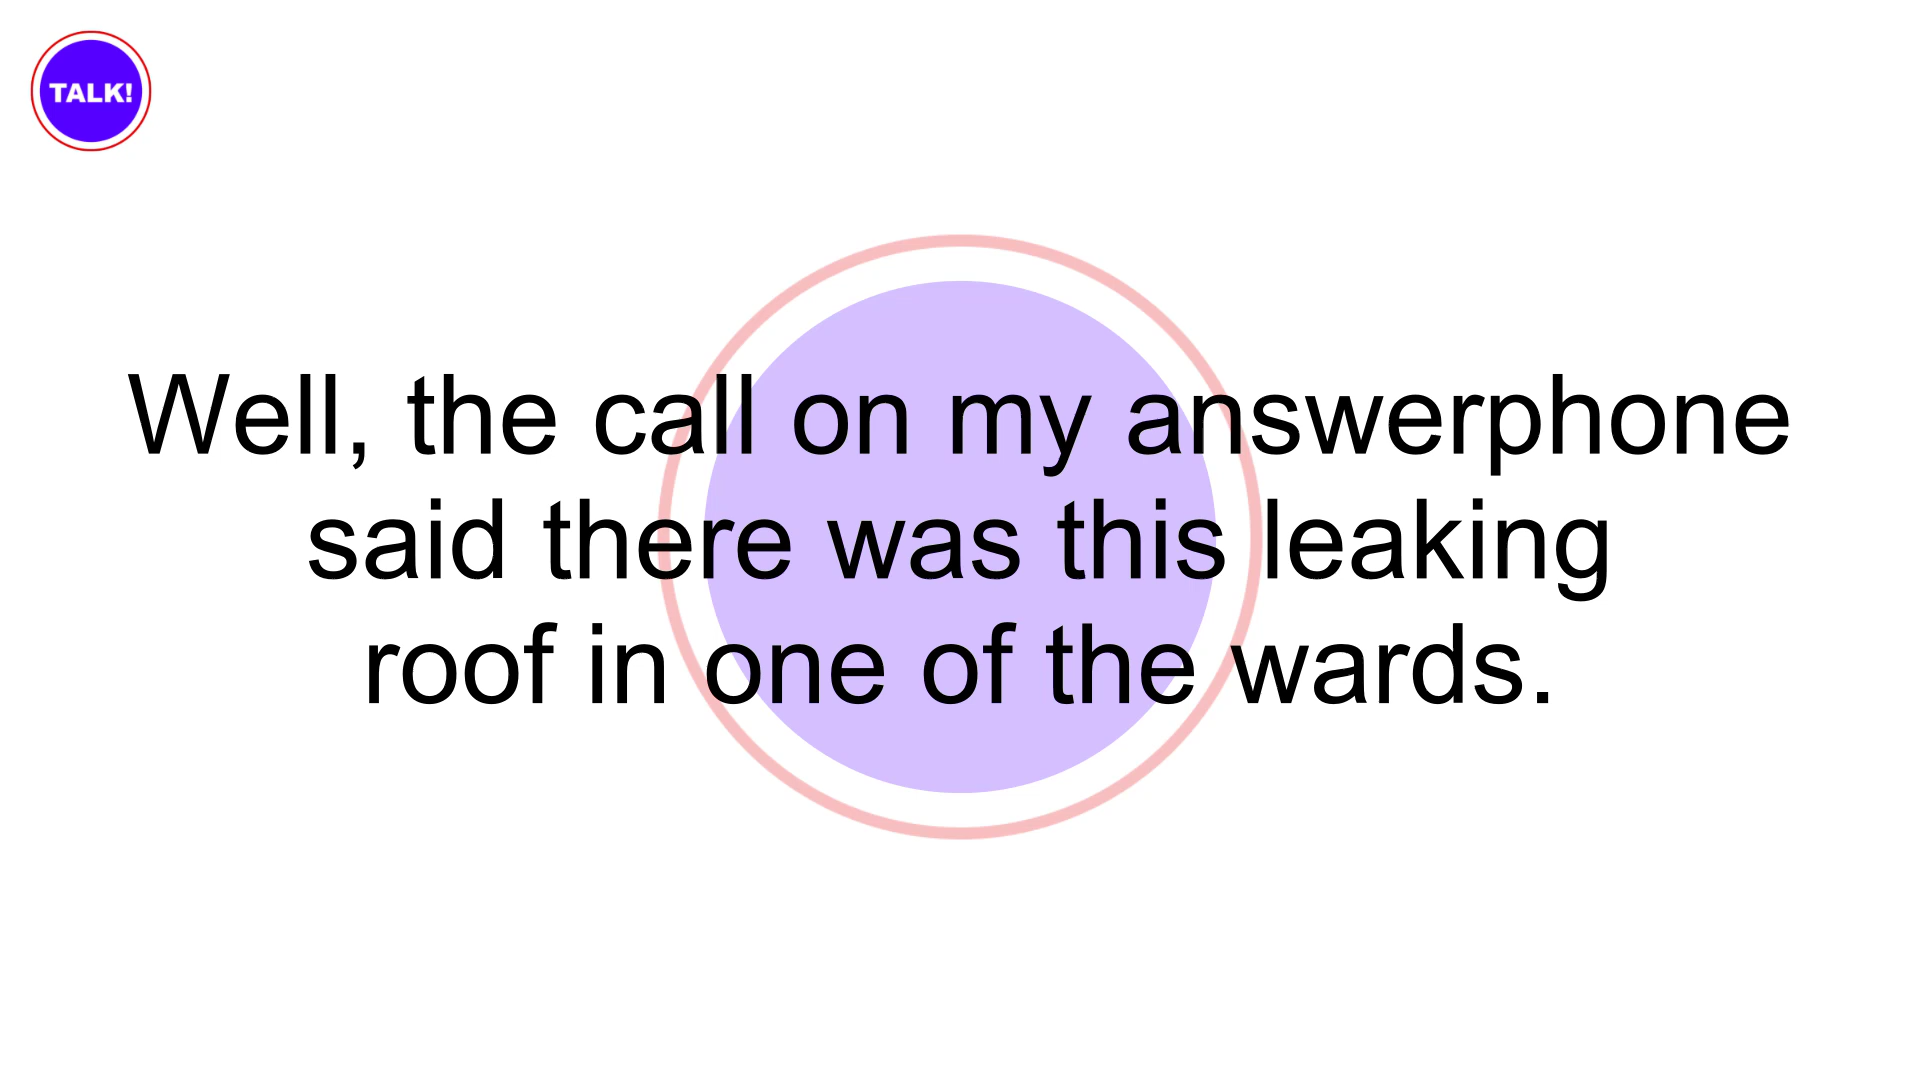 TALK!
Well, the call on my answerphone
said there was this leaking
roof in one of the wards.